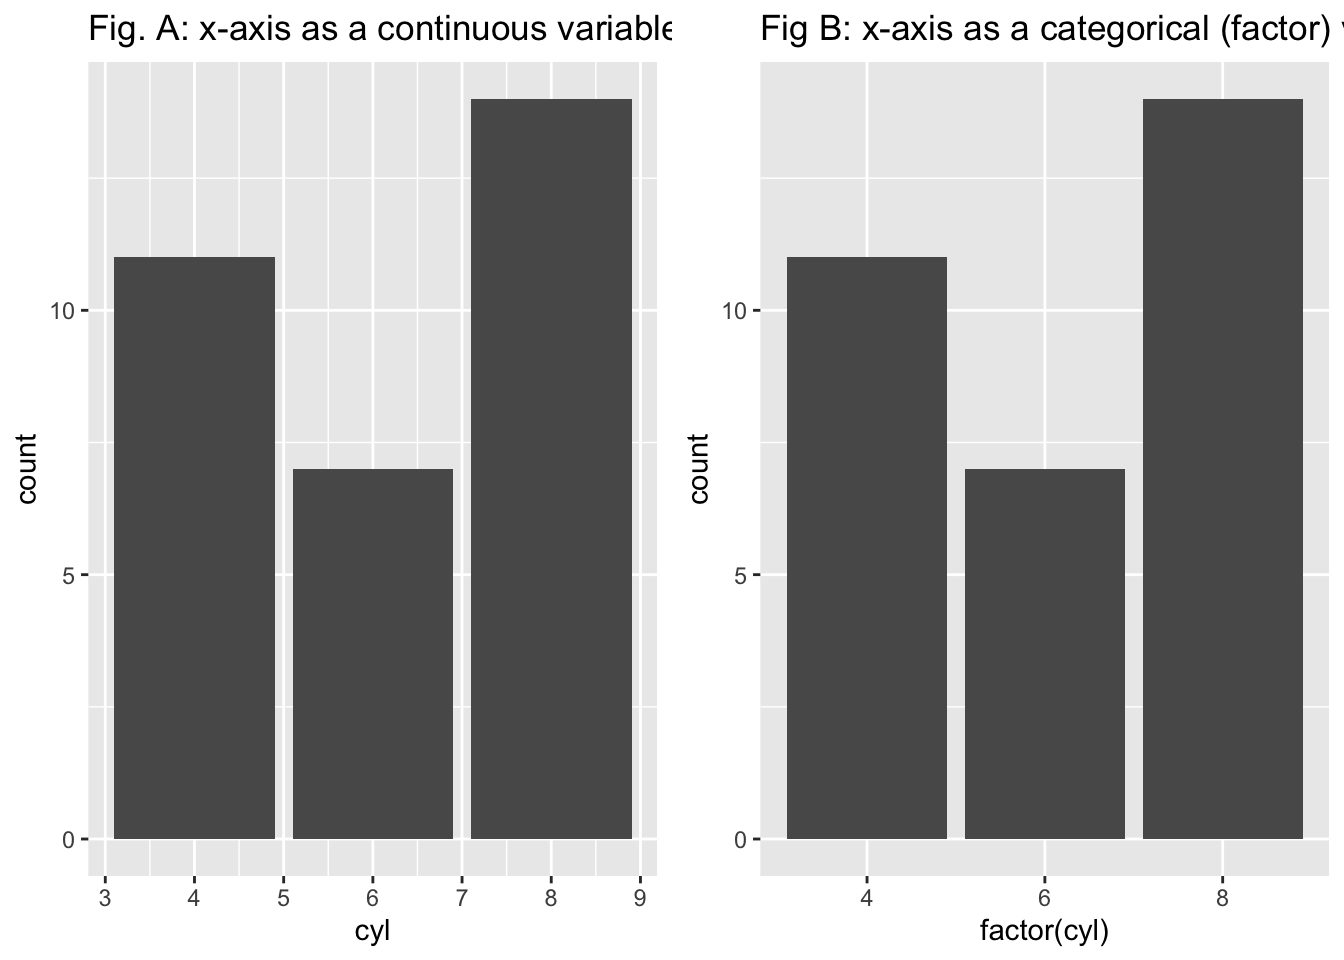 Fig. A: x-axis as a continuous variable
Fig B: x-axis as a categorical (factor)
10
5
0
count
3 4 5 6 7 8 9
cyl
10
5
0
count
4 6 8
factor(cyl)